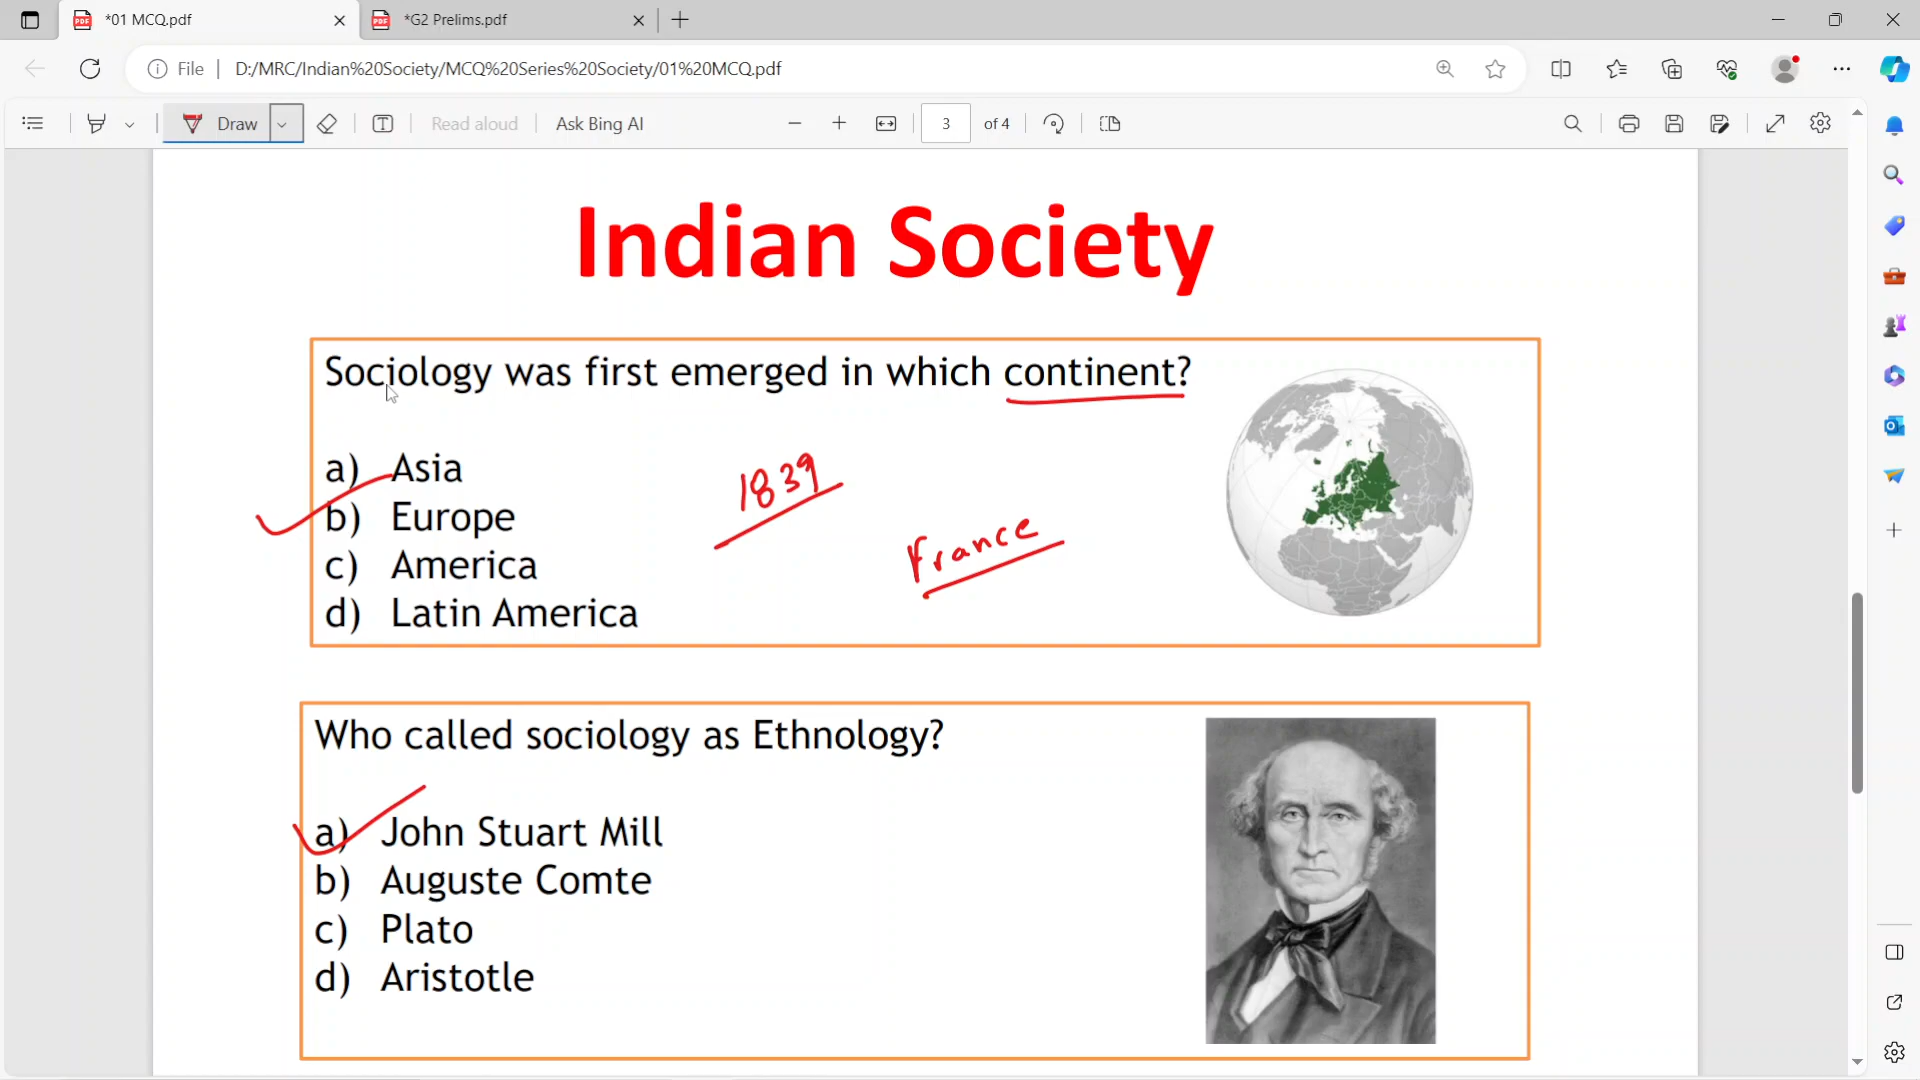 *01 MCQ.pdf
*G2 Prelims.pdf
File | D:/MRC/Indian%20Society/MCQ%20Series%20Society/01%20MCQ.pdf
Draw
Read aloud
Ask Bing AI
3 of 4
Indian Society
Sociology was first emerged in which continent?
a) Asia
b) Europe
c) America
d) Latin America
1839
France
Who called sociology as Ethnology?
a) John Stuart Mill
b) Auguste Comte
c) Plato
d) Aristotle